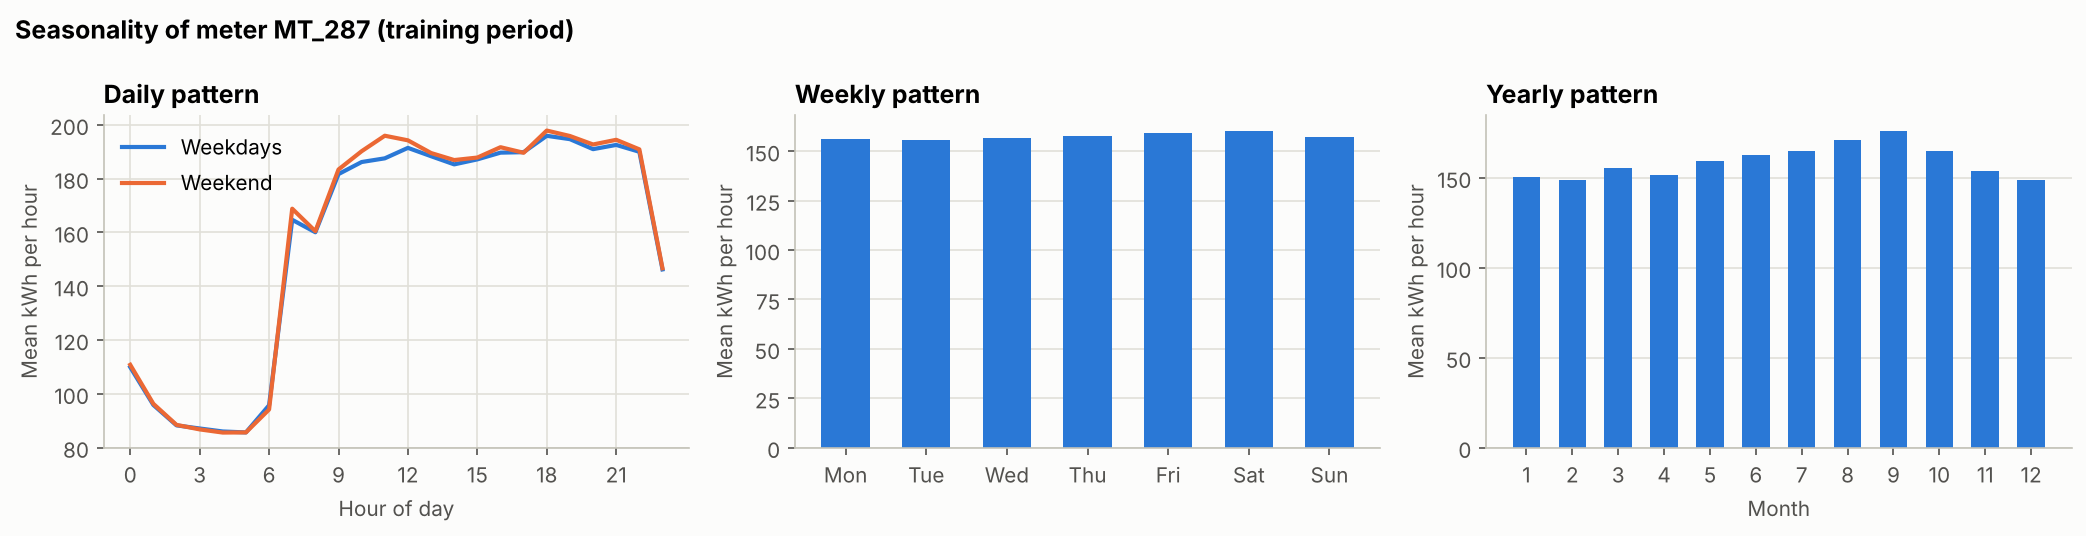 Seasonality of meter MT_287 (training period)
Daily pattern
Mean kWh per hour
200
180
160
140
120
100
80
Weekdays
Weekend
0 3 6 9 12 15 18 21
Hour of day
Weekly pattern
Mean kWh per hour
150
125
100
75
50
25
0
Mon Tue Wed Thu Fri Sat Sun
Yearly pattern
Mean kWh per hour
150
100
50
0
1 2 3 4 5 6 7 8 9 10 11 12
Month